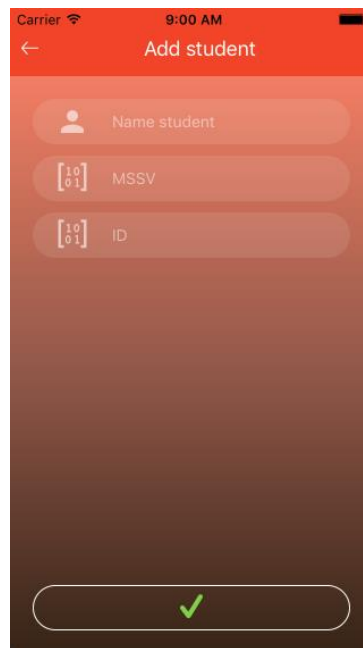 Carrier 9:00 AM
Add student
Name student
[10
01] MSSV
[10
01] ID